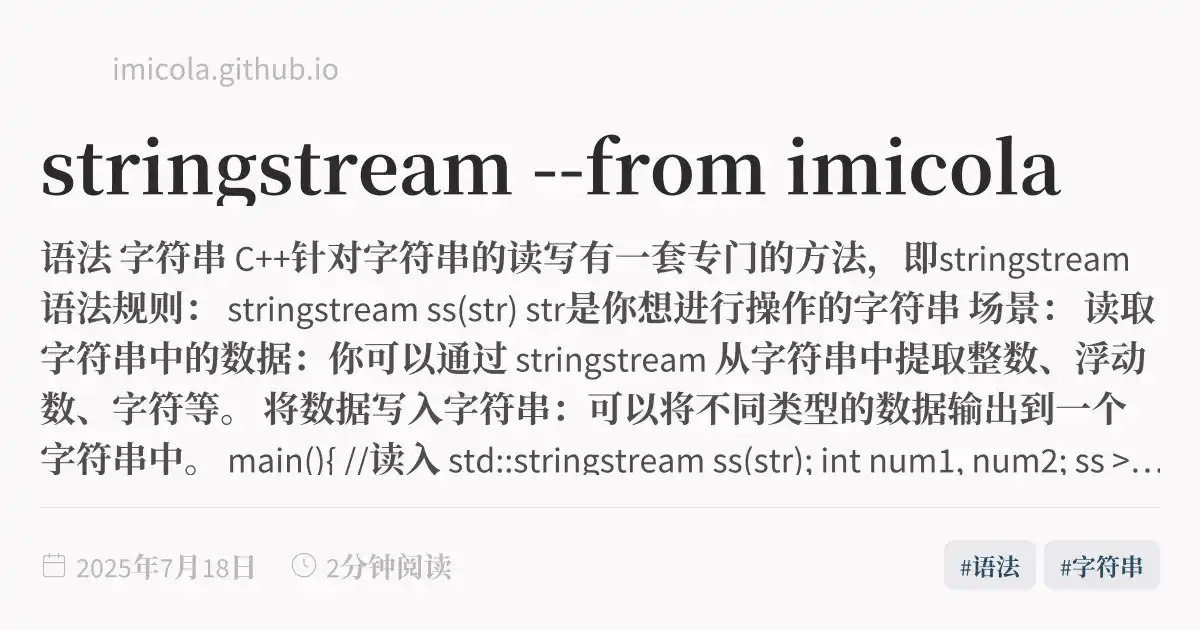 imicola.github.io
stringstream --from imicola
语法 字符串 C++针对字符串的读写有一套专门的方法，即stringstream
语法规则： stringstream ss(str) str是你想进行操作的字符串 场景： 读取
字符串中的数据：你可以通过 stringstream 从字符串中提取整数、浮动
数、字符等。 将数据写入字符串：可以将不同类型的数据输出到一个
字符串中。 main(){ //读入 std::stringstream ss(str); int num1, num2; ss >…
2025年7月18日 2分钟阅读 #语法 #字符串